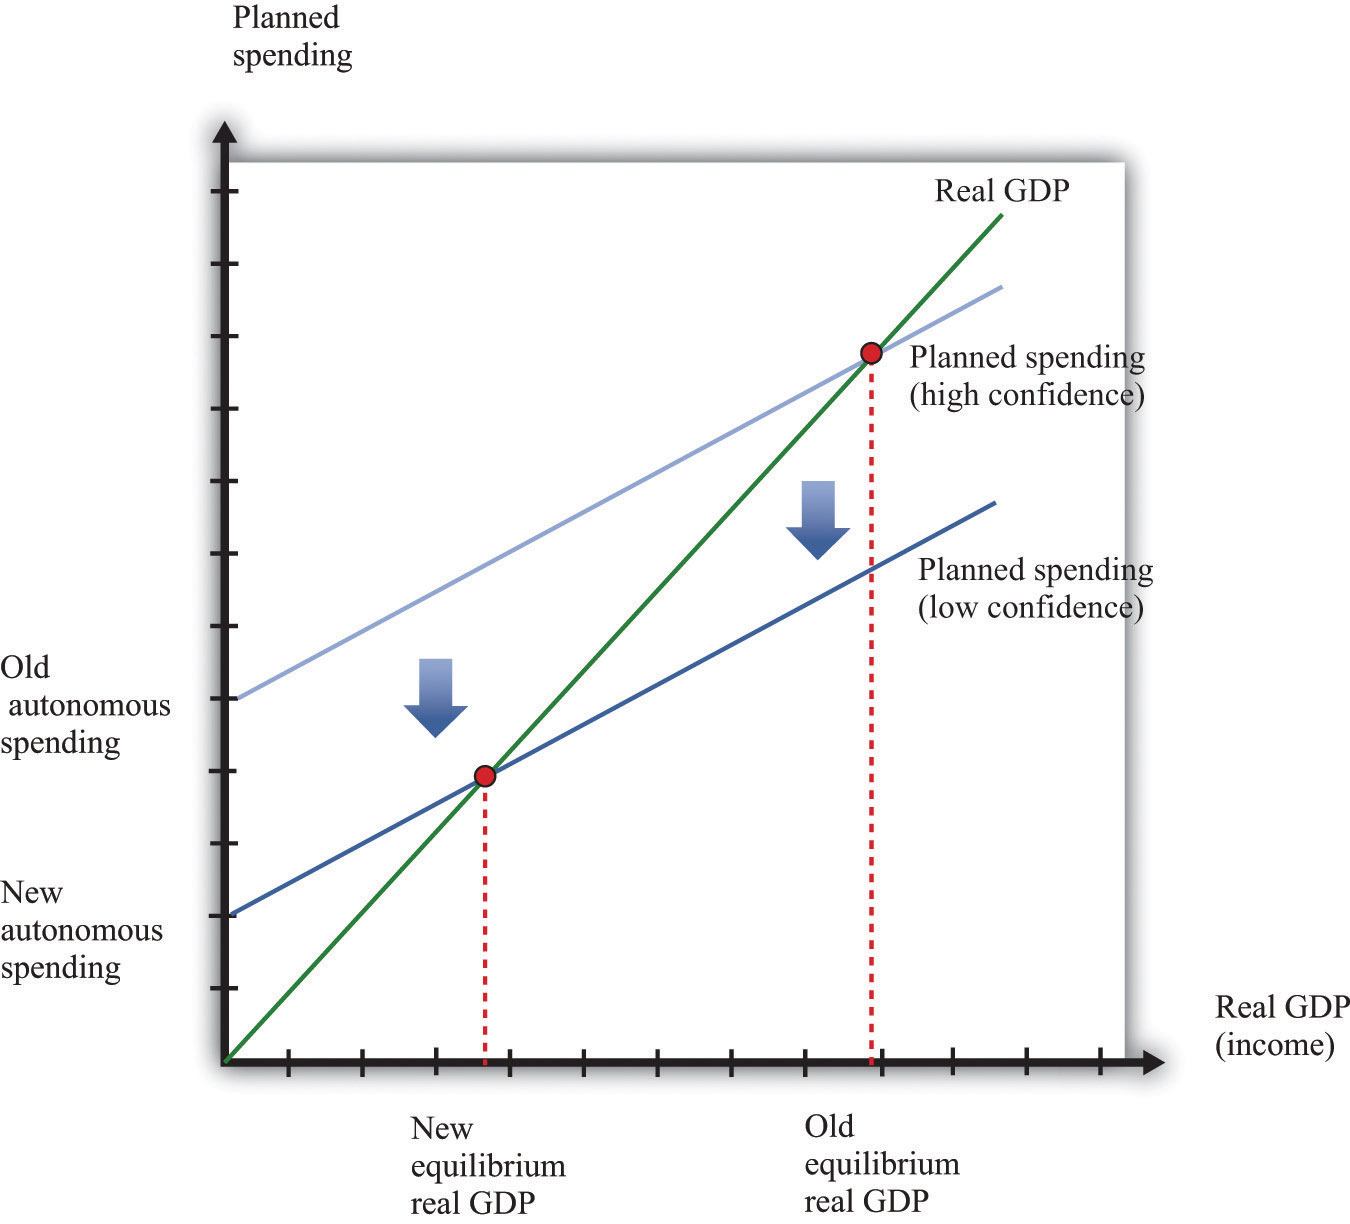 Planned
spending
Real GDP
Planned spending
(high confidence)
Planned spending
(low confidence)
Old
autonomous
spending
New
autonomous
spending
Real GDP
(income)
New
equilibrium
real GDP
Old
equilibrium
real GDP